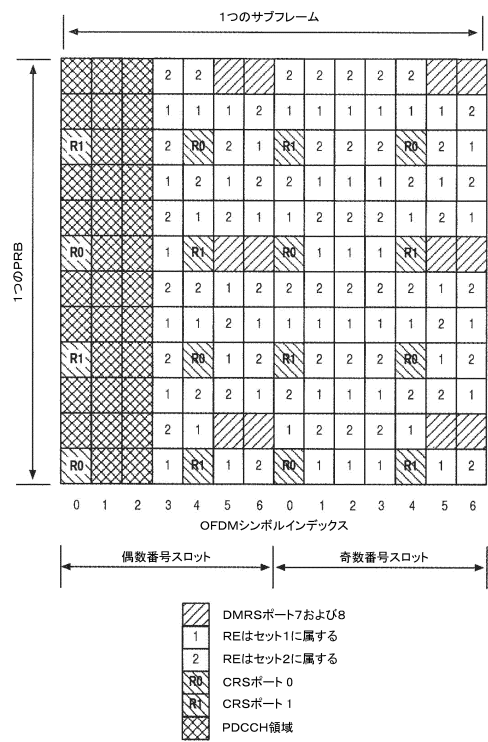 1つのサブフレーム
1つのPRB
2 2 2 2 2 2 2
1 1 1 2 1 1 1 1 1 1 2
R1 2 R0 2 1 R1 2 2 2 R0 2 1
1 2 1 2 2 1 1 1 2 1 2
2 1 2 1 1 2 2 2 1 2 1
R0 1 R1 R0 1 1 1 R1
2 2 1 2 2 2 2 2 2 1 2
1 1 2 1 1 1 1 1 1 2 1
R1 2 R0 1 2 R1 2 2 2 R0 1 2
1 2 2 1 2 1 1 1 2 2 1
2 1 1 2 2 2 1
R0 1 R1 1 2 R0 1 1 1 R1 1 2
0 1 2 3 4 5 6 0 1 2 3 4 5 6
OFDMシンボルインデックス
偶数番号スロット 奇数番号スロット
DMRSポート7および8
1 REはセット1に属する
2 REはセット2に属する
R0 CRSポート 0
R1 CRSポート 1
PDCCH領域